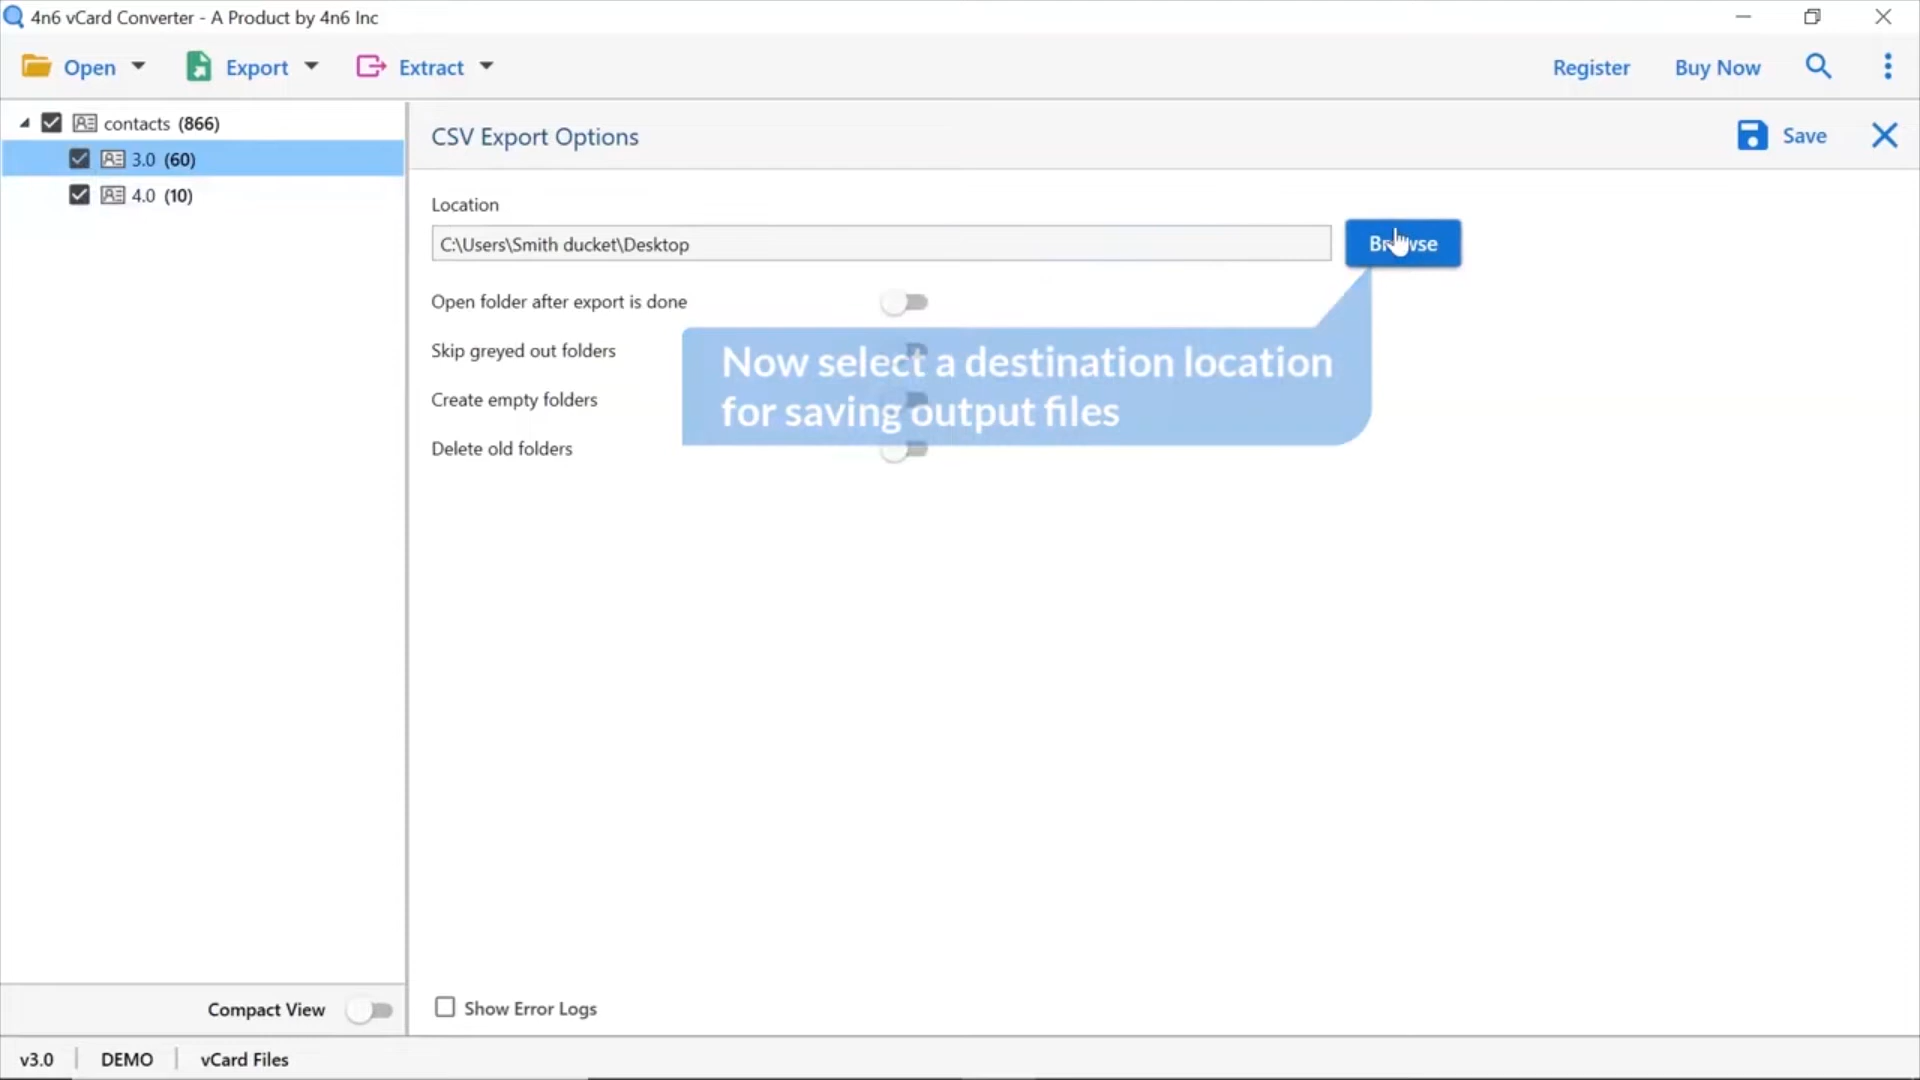 4n6 vCard Converter - A Product by 4n6 Inc
Open Export Extract Register Buy Now
contacts (866)
3.0 (60)
4.0 (10)
CSV Export Options Save
Location
C:\Users\Smith ducket\Desktop Browse
Open folder after export is done
Skip greyed out folders
Create empty folders
Delete old folders
Now select a destination location
for saving output files
Compact View
Show Error Logs
v3.0 DEMO vCard Files